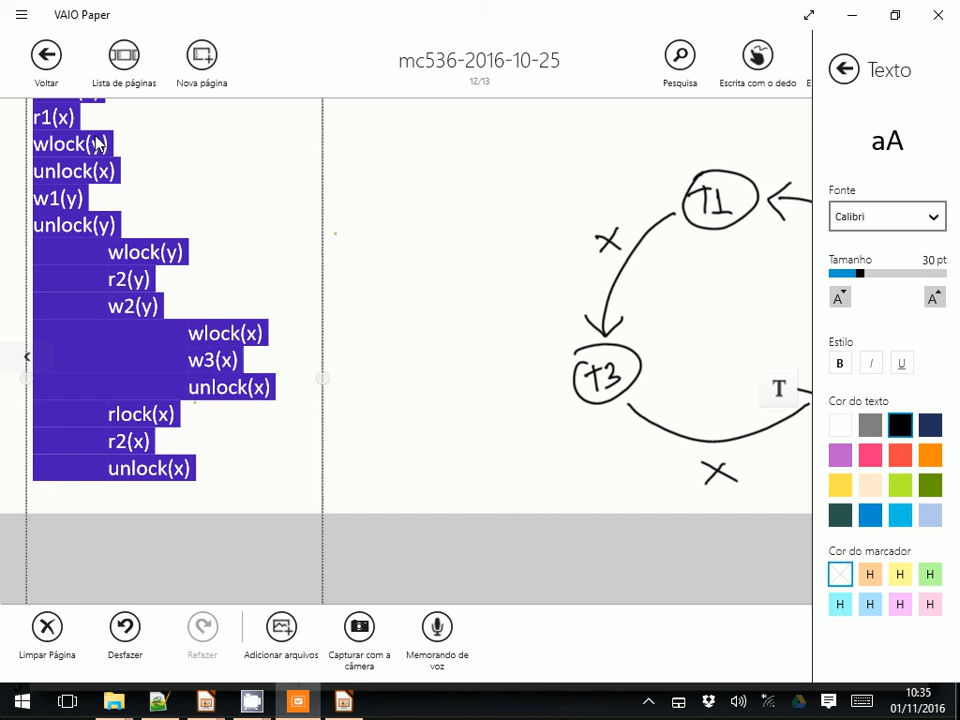 VAIO Paper
Voltar
Lista de páginas
Nova página
mc536-2016-10-25
12/13
Pesquisa
Escrita com o dedo
E
Texto
r1(x)
wlock(y)
unlock(x)
w1(y)
unlock(y)
wlock(y)
r2(y)
w2(y)
wlock(x)
w3(x)
unlock(x)
rlock(x)
r2(x)
unlock(x)
T1
X
T3
X
T
aA
Fonte
Calibri
Tamanho
30 pt
A
A
Estilo
B I U
Cor do texto
Cor do marcador
H H H
H H H H
Limpar Página
Desfazer
Refazer
Adicionar arquivos
Capturar com a
câmera
Memorando de
voz
10:35
01/11/2016